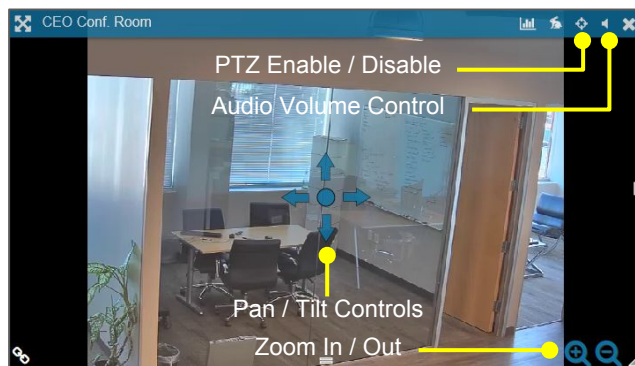 CEO Conf. Room
PTZ Enable / Disable
Audio Volume Control
Pan / Tilt Controls
Zoom In / Out